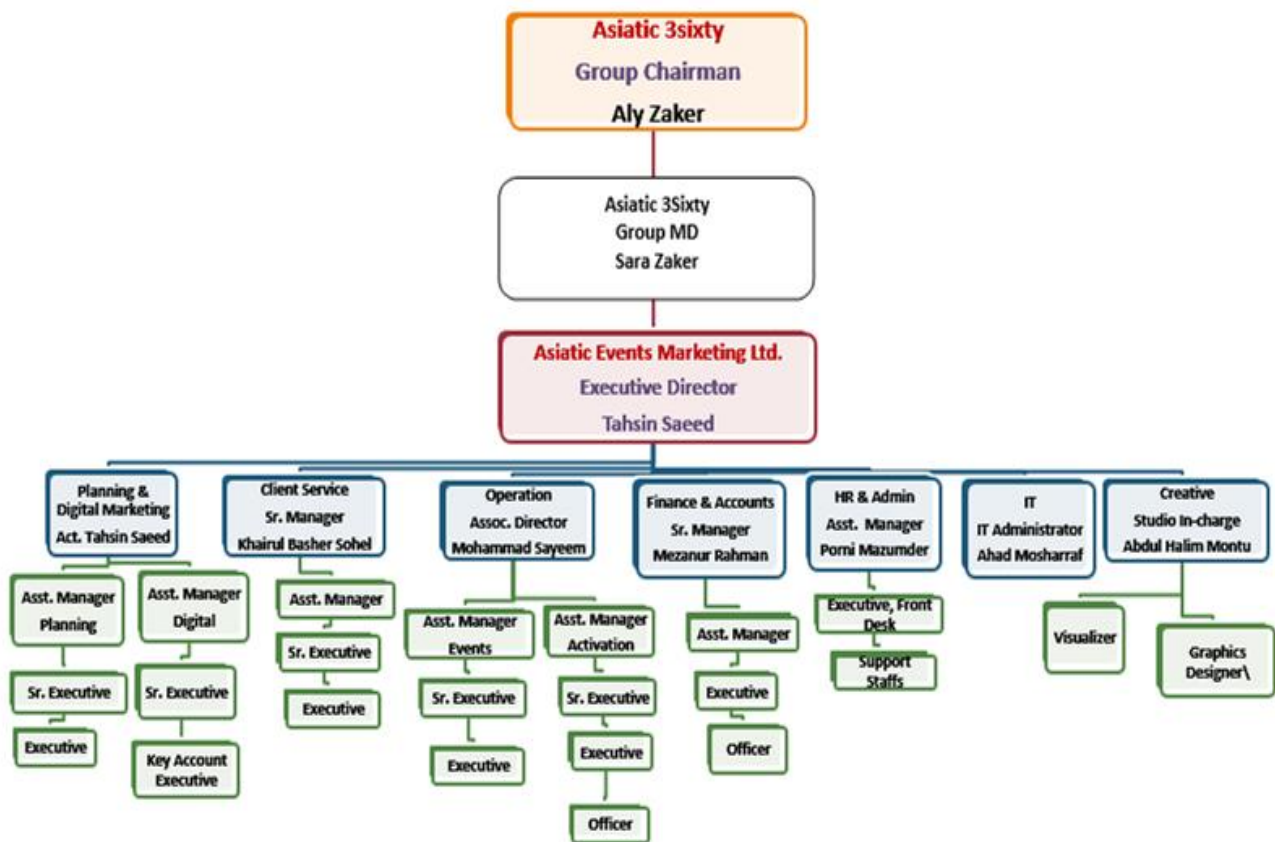 Asiatic 3sixty
Group Chairman
Aly Zaker
Asiatic 3Sixty
Group MD
Sara Zaker
Asiatic Events Marketing Ltd.
Executive Director
Tahsin Saeed
Planning &
Digital Marketing
Act. Tahsin Saeed
Client Service
Sr. Manager
Khairul Basher Sohel
Operation
Assoc. Director
Mohammad Sayeem
Finance & Accounts
Sr. Manager
Mezanur Rahman
HR & Admin
Asst. Manager
Porni Mazumder
IT
IT Administrator
Ahad Mosharraf
Creative
Studio In-charge
Abdul Halim Montu
Asst. Manager
Planning
Sr. Executive
Executive
Asst. Manager
Digital
Sr. Executive
Key Account
Executive
Asst. Manager
Sr. Executive
Executive
Asst. Manager
Events
Sr. Executive
Executive
Asst. Manager
Activation
Sr. Executive
Executive
Officer
Asst. Manager
Executive
Officer
Executive, Front
Desk
Support
Staffs
Visualizer
Graphics
Designer\